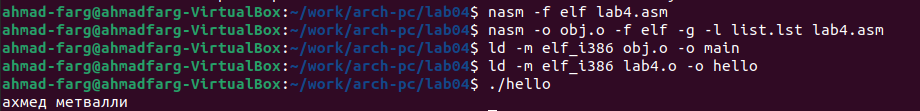 ahmad-farg@ahmadfarg-VirtualBox:~/work/arch-pc/lab04$ nasm -f elf lab4.asm
ahmad-farg@ahmadfarg-VirtualBox:~/work/arch-pc/lab04$ nasm -o obj.o -f elf -g -l list.lst lab4.asm
ahmad-farg@ahmadfarg-VirtualBox:~/work/arch-pc/lab04$ ld -m elf_i386 obj.o -o main
ahmad-farg@ahmadfarg-VirtualBox:~/work/arch-pc/lab04$ ld -m elf_i386 lab4.o -o hello
ahmad-farg@ahmadfarg-VirtualBox:~/work/arch-pc/lab04$ ./hello
ахмед метвалли